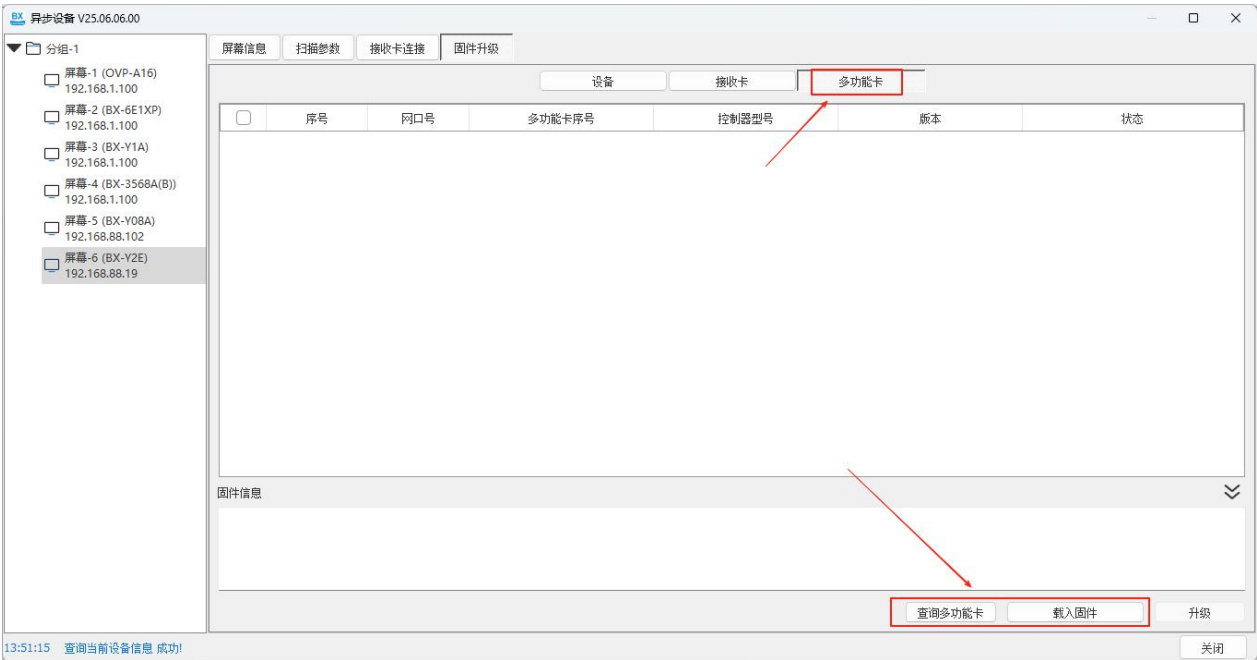 BX 异步设备 V25.06.06.00
分组-1
屏幕-1 (OVP-A16)
192.168.1.100
屏幕-2 (BX-6E1XP)
192.168.1.100
屏幕-3 (BX-Y1A)
192.168.1.100
屏幕-4 (BX-3568A(B))
192.168.1.100
屏幕-5 (BX-Y08A)
192.168.88.102
屏幕-6 (BX-Y2E)
192.168.88.19
屏幕信息 扫描参数 接收卡连接 固件升级
设备 接收卡 多功能卡
序号 网口号 多功能卡序号 控制器型号 版本 状态
固件信息
查询多功能卡 载入固件 升级
13:51:15 查询当前设备信息 成功!
关闭